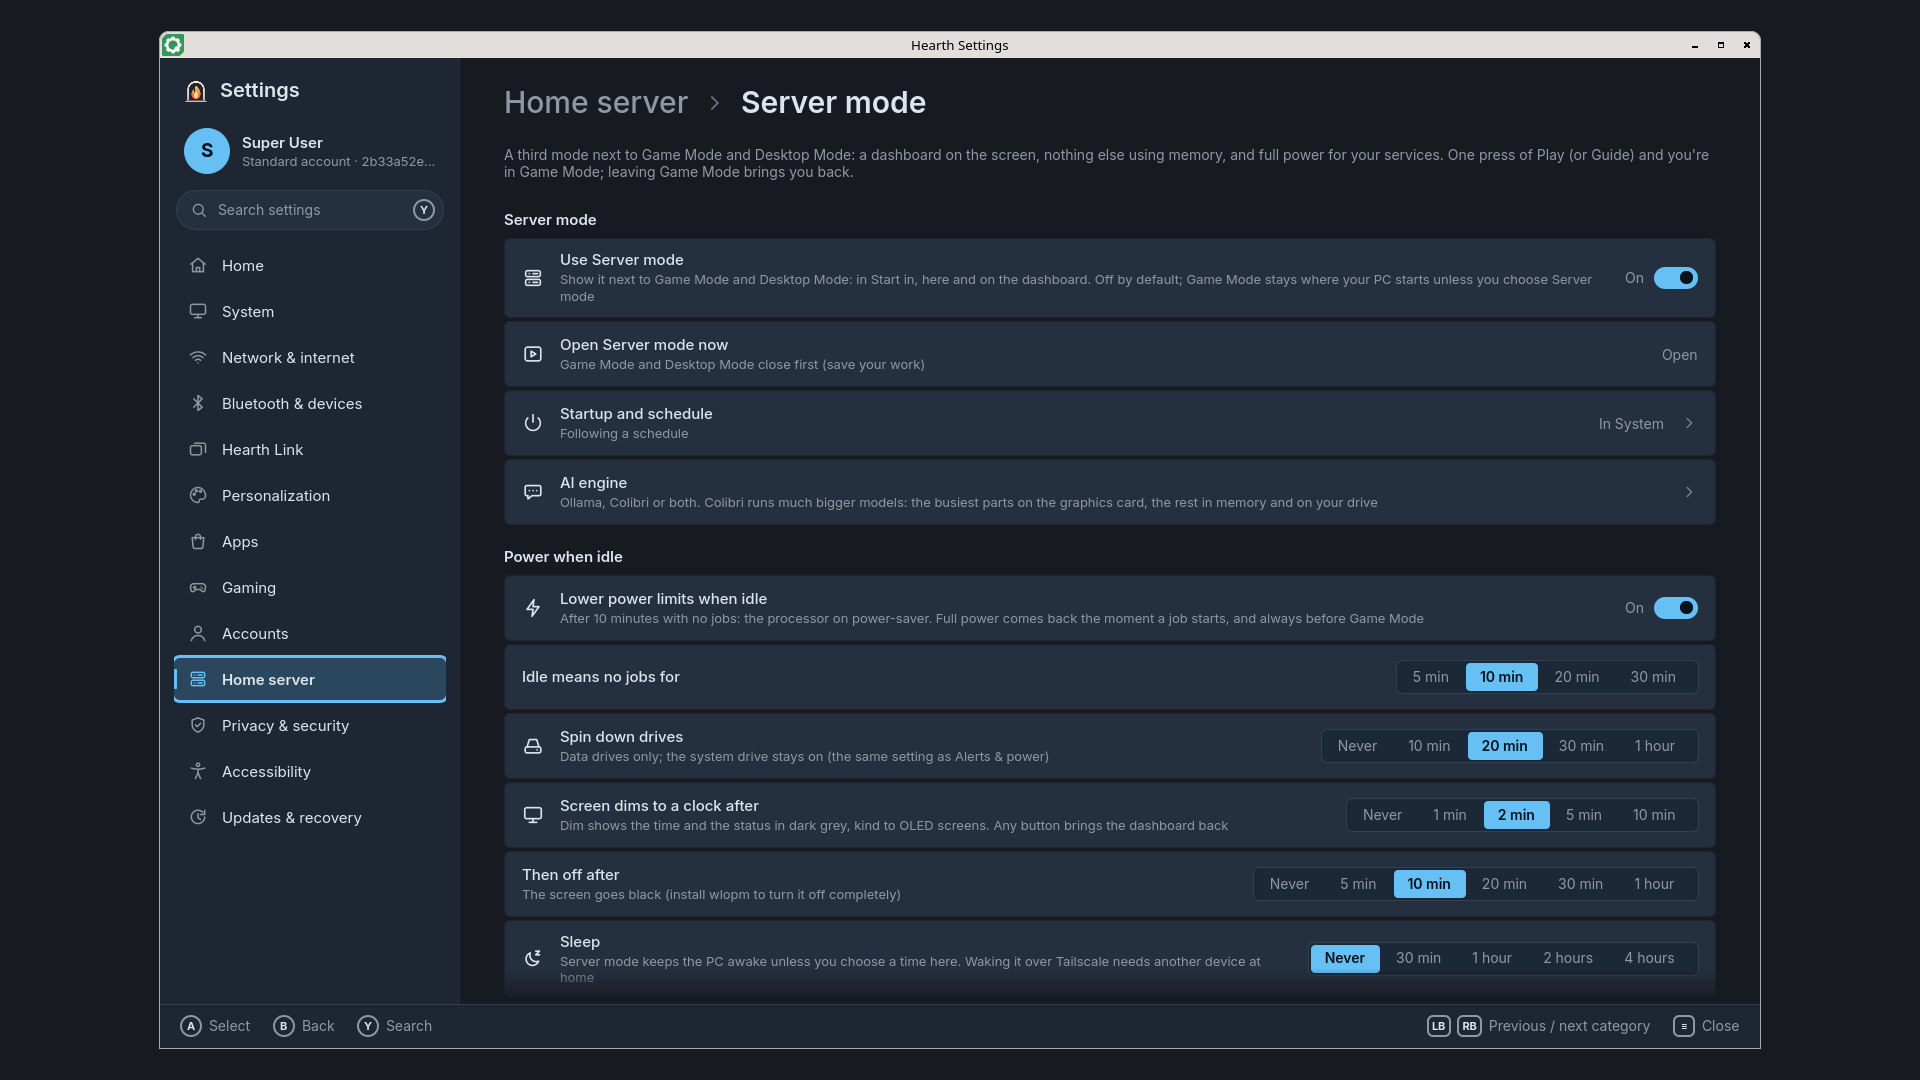 Hearth Settings
Settings
S
Super User
Standard account · 2b33a52e...
Search settings
Y
Home
System
Network & internet
Bluetooth & devices
Hearth Link
Personalization
Apps
Gaming
Accounts
Home server
Privacy & security
Accessibility
Updates & recovery
Home server > Server mode
A third mode next to Game Mode and Desktop Mode: a dashboard on the screen, nothing else using memory, and full power for your services. One press of Play (or Guide) and you're
in Game Mode; leaving Game Mode brings you back.
Server mode
Use Server mode
Show it next to Game Mode and Desktop Mode: in Start in, here and on the dashboard. Off by default; Game Mode stays where your PC starts unless you choose Server
mode
On
Open Server mode now
Game Mode and Desktop Mode close first (save your work)
Open
Startup and schedule
Following a schedule
In System
AI engine
Ollama, Colibri or both. Colibri runs much bigger models: the busiest parts on the graphics card, the rest in memory and on your drive
Power when idle
Lower power limits when idle
After 10 minutes with no jobs: the processor on power-saver. Full power comes back the moment a job starts, and always before Game Mode
On
Idle means no jobs for
5 min 10 min 20 min 30 min
Spin down drives
Data drives only; the system drive stays on (the same setting as Alerts & power)
Never 10 min 20 min 30 min 1 hour
Screen dims to a clock after
Dim shows the time and the status in dark grey, kind to OLED screens. Any button brings the dashboard back
Never 1 min 2 min 5 min 10 min
Then off after
The screen goes black (install wlopm to turn it off completely)
Never 5 min 10 min 20 min 30 min 1 hour
Sleep
Server mode keeps the PC awake unless you choose a time here. Waking it over Tailscale needs another device at
home
Never 30 min 1 hour 2 hours 4 hours
A Select B Back Y Search
LB RB Previous / next category ≡ Close